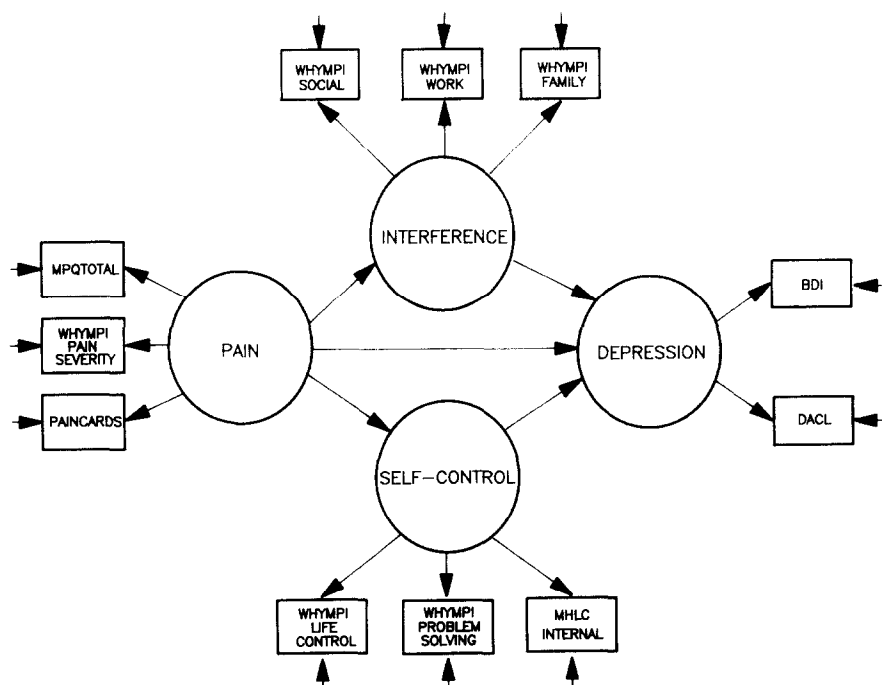 WHYMPI
SOCIAL
WHYMPI
WORK
WHYMPI
FAMILY
INTERFERENCE
MPQTOTAL
WHYMPI
PAIN
SEVERITY
PAINCARDS
PAIN
DEPRESSION
BDI
DACL
SELF-CONTROL
WHYMPI
LIFE
CONTROL
WHYMPI
PROBLEM
SOLVING
MHLC
INTERNAL